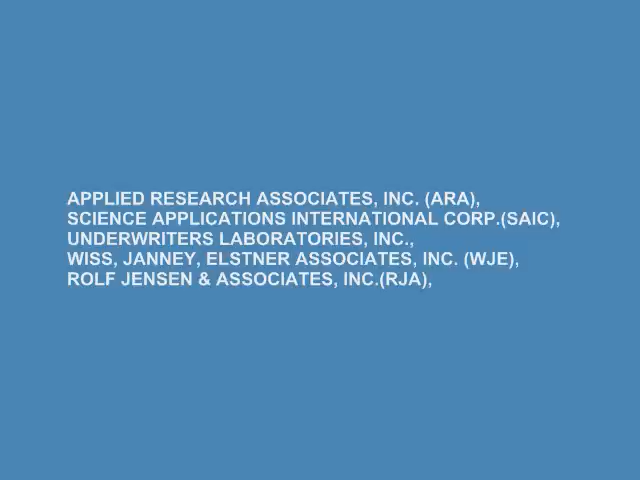 APPLIED RESEARCH ASSOCIATES, INC. (ARA),
SCIENCE APPLICATIONS INTERNATIONAL CORP.(SAIC),
UNDERWRITERS LABORATORIES, INC.,
WISS, JANNEY, ELSTNER ASSOCIATES, INC. (WJE),
ROLF JENSEN & ASSOCIATES, INC.(RJA),